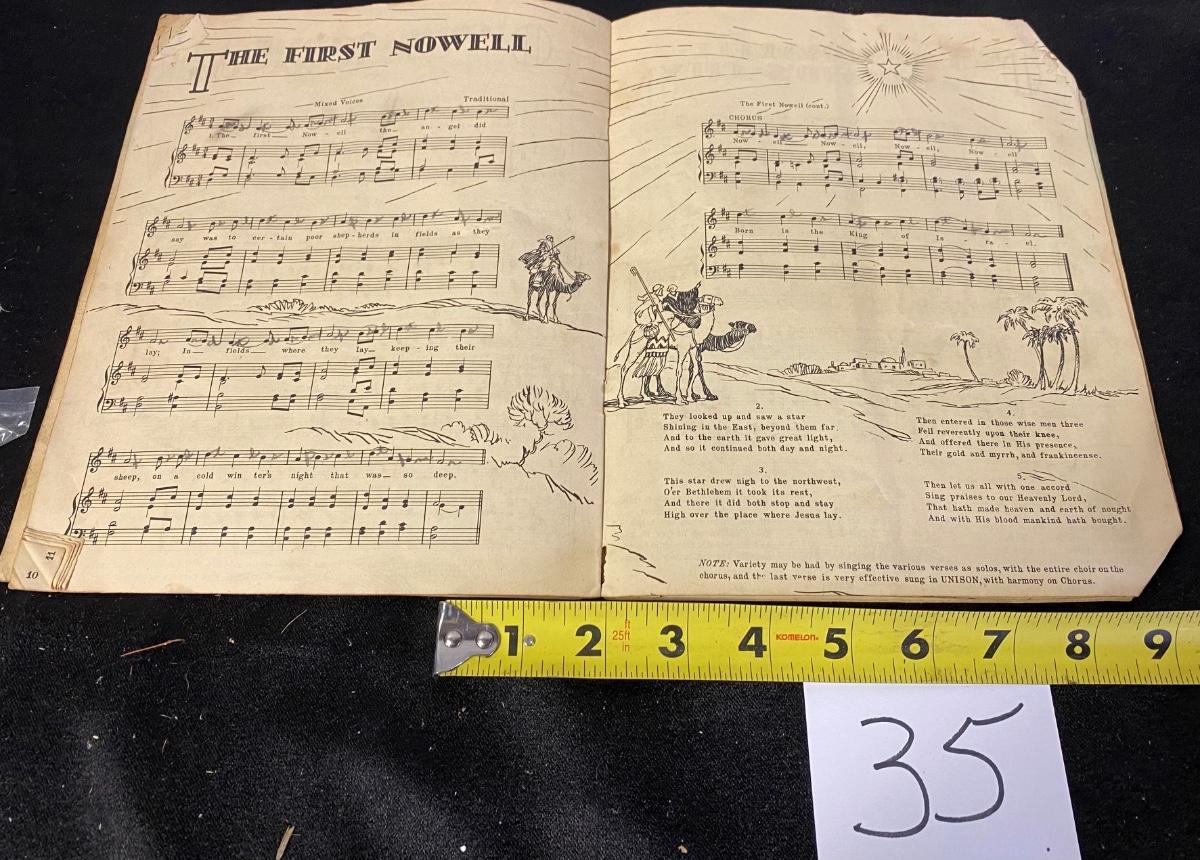 THE FIRST NOWELL
Mixed Voices Traditional
1. The first Now - ell the an - gel did
say was to cer - tain poor shep - herds in fields as they
lay; In fields where they lay keep - ing their
sheep, on a cold win ter's night that was so deep.
10
11
The First Nowell (cont.)
CHORUS
Now - ell Now - ell, Now - ell, Now - ell
Born is the King of Is - ra - el.
2.
They looked up and saw a star
Shining in the East, beyond them far,
And to the earth it gave great light,
And so it continued both day and night.
3.
This star drew nigh to the northwest,
O'er Bethlehem it took its rest,
And there it did both stop and stay
High over the place where Jesus lay.
4.
Then entered in those wise men three
Fell reverently upon their knee,
And offered there in His presence,
Their gold and myrrh, and frankincense.
5.
Then let us all with one accord
Sing praises to our Heavenly Lord,
That hath made heaven and earth of nought
And with His blood mankind hath bought.
NOTE: Variety may be had by singing the various verses as solos, with the entire choir on the
chorus, and the last verse is very effective sung in UNISON, with harmony on Chorus.
1 2 ft 25ft in 3 4 KOMELON 5 6 7 8 9
35